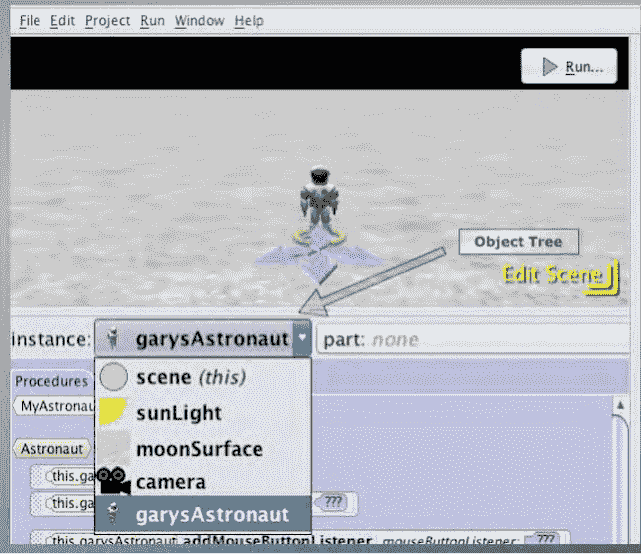 File Edit Project Run Window Help
Run...
Object Tree
Edit Scene
instance: garysAstronaut part: none
scene (this)
sunLight
moonSurface
camera
garysAstronaut
Procedures
MyAstronau
Astronaut
this.ga
this.ga ???
this.garysAstronaut addMouseButtonListener mouseButtonListener: ???